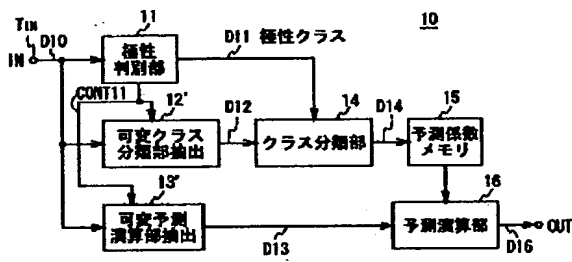 10
TIN
IN
D10
11
極性
判別部
D11 極性クラス
CONT11
12'
可変クラス
分類部抽出
D12
14
クラス分類部
D14
15
予測係数
メモリ
13'
可変予測
演算部抽出
D13
16
予測演算部
D16
OUT